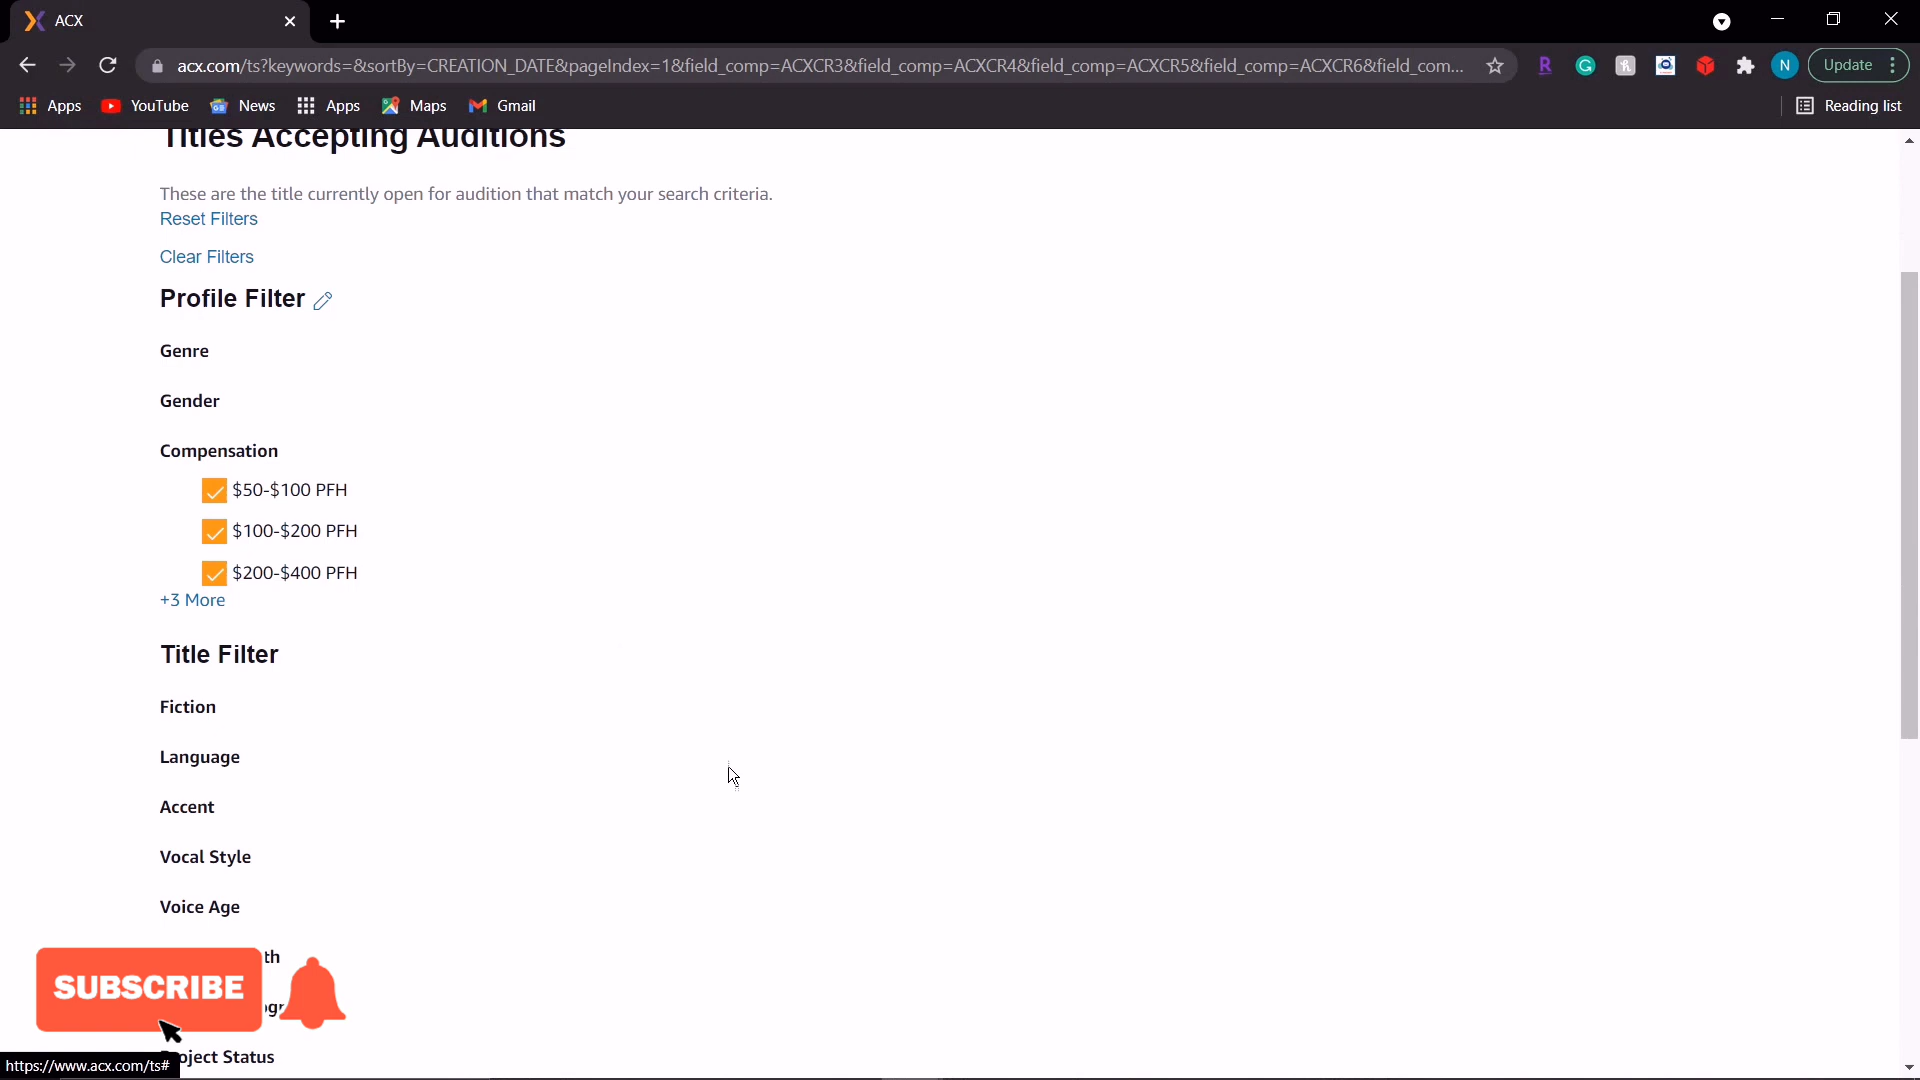 ACX
acx.com/ts?keywords=&sortBy=CREATION_DATE&pageIndex=1&field_comp=ACXCR3&field_comp=ACXCR4&field_comp=ACXCR5&field_comp=ACXCR6&field_com...
N
Update
Apps YouTube News Apps Maps Gmail Reading list
Titles Accepting Auditions
These are the title currently open for audition that match your search criteria.
Reset Filters
Clear Filters
Profile Filter
Genre
Gender
Compensation
$50-$100 PFH
$100-$200 PFH
$200-$400 PFH
+3 More
Title Filter
Fiction
Language
Accent
Vocal Style
Voice Age
SUBSCRIBE
Status
https://www.acx.com/ts#